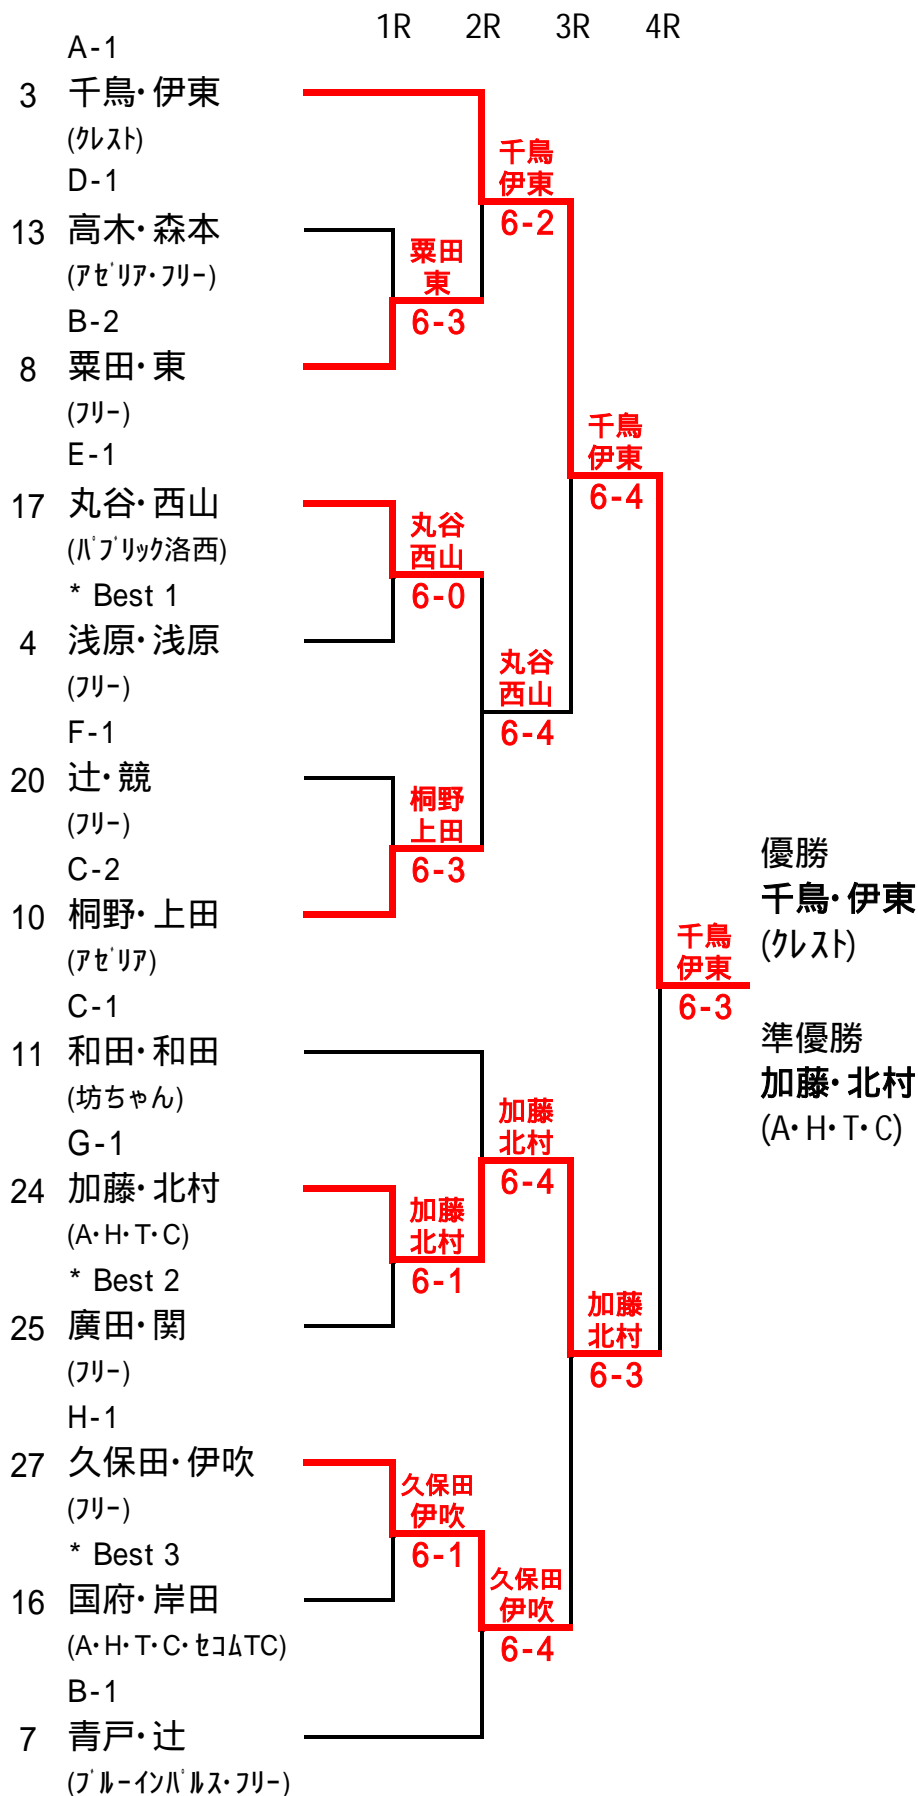 1R 2R 3R 4R
A-1
3 千鳥・伊東
(ｸﾚｽﾄ)
D-1
千鳥
伊東
6-2
13 高木・森本
(ｱｾﾞﾘｱ・ﾌﾘｰ)
粟田
東
6-3
B-2
8 粟田・東
(ﾌﾘｰ)
E-1
千鳥
伊東
6-4
17 丸谷・西山
(ﾊﾟﾌﾞﾘｯｸ洛西)
丸谷
西山
6-0
* Best 1
4 浅原・浅原
(ﾌﾘｰ)
丸谷
西山
6-4
F-1
20 辻・競
(ﾌﾘｰ)
桐野
上田
6-3
C-2
10 桐野・上田
(ｱｾﾞﾘｱ)
優勝
千鳥・伊東
(ｸﾚｽﾄ)
千鳥
伊東
6-3
C-1
11 和田・和田
(坊ちゃん)
準優勝
加藤・北村
(A・H・T・C)
G-1
加藤
北村
6-4
24 加藤・北村
(A・H・T・C)
加藤
北村
6-1
* Best 2
25 廣田・関
(ﾌﾘｰ)
加藤
北村
6-3
H-1
27 久保田・伊吹
(ﾌﾘｰ)
久保田
伊吹
6-1
* Best 3
16 国府・岸田
(A・H・T・C・ｾｺﾑTC)
久保田
伊吹
6-4
B-1
7 青戸・辻
(ﾌﾞﾙｰｲﾝﾊﾟﾙｽ・ﾌﾘｰ)